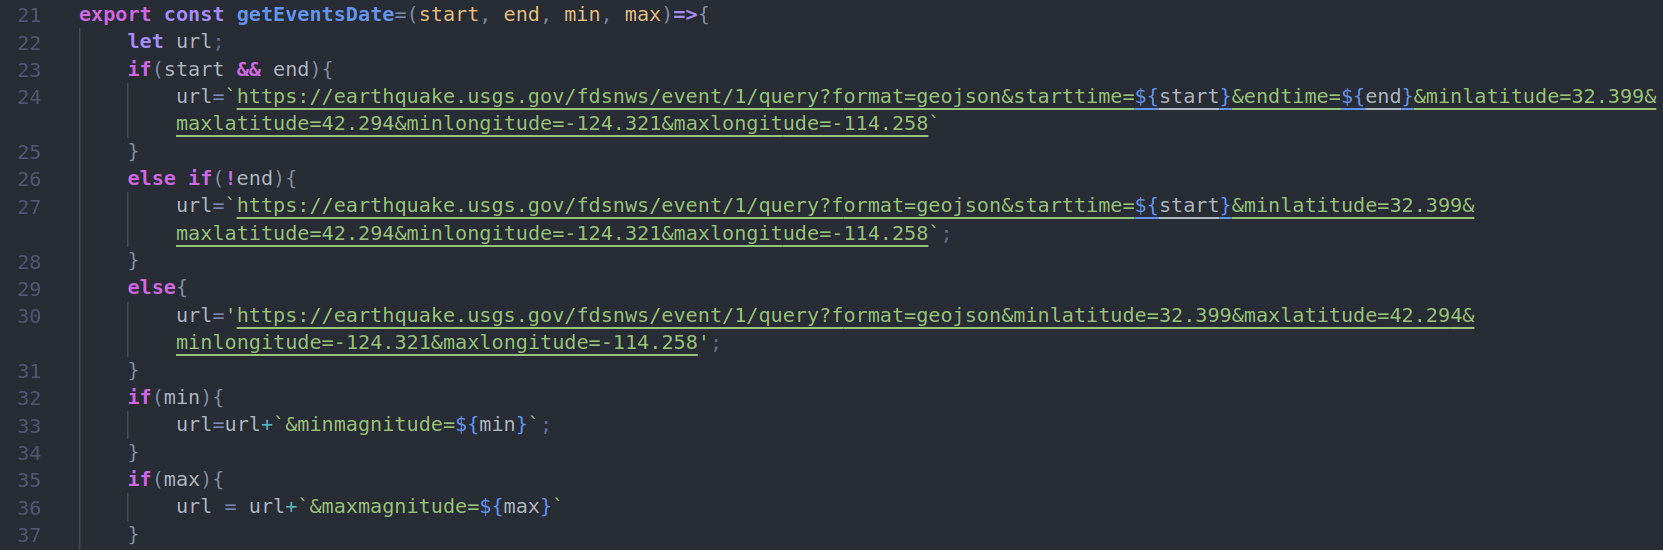 21 export const getEventsDate=(start, end, min, max)=>{
22 let url;
23 if(start && end){
24 url=`https://earthquake.usgs.gov/fdsnws/event/1/query?format=geojson&starttime=${start}&endtime=${end}&minlatitude=32.399&
maxlatitude=42.294&minlongitude=-124.321&maxlongitude=-114.258`
25 }
26 else if(!end){
27 url=`https://earthquake.usgs.gov/fdsnws/event/1/query?format=geojson&starttime=${start}&minlatitude=32.399&
maxlatitude=42.294&minlongitude=-124.321&maxlongitude=-114.258`;
28 }
29 else{
30 url='https://earthquake.usgs.gov/fdsnws/event/1/query?format=geojson&minlatitude=32.399&maxlatitude=42.294&
minlongitude=-124.321&maxlongitude=-114.258';
31 }
32 if(min){
33 url=url+`&minmagnitude=${min}`;
34 }
35 if(max){
36 url = url+`&maxmagnitude=${max}`
37 }